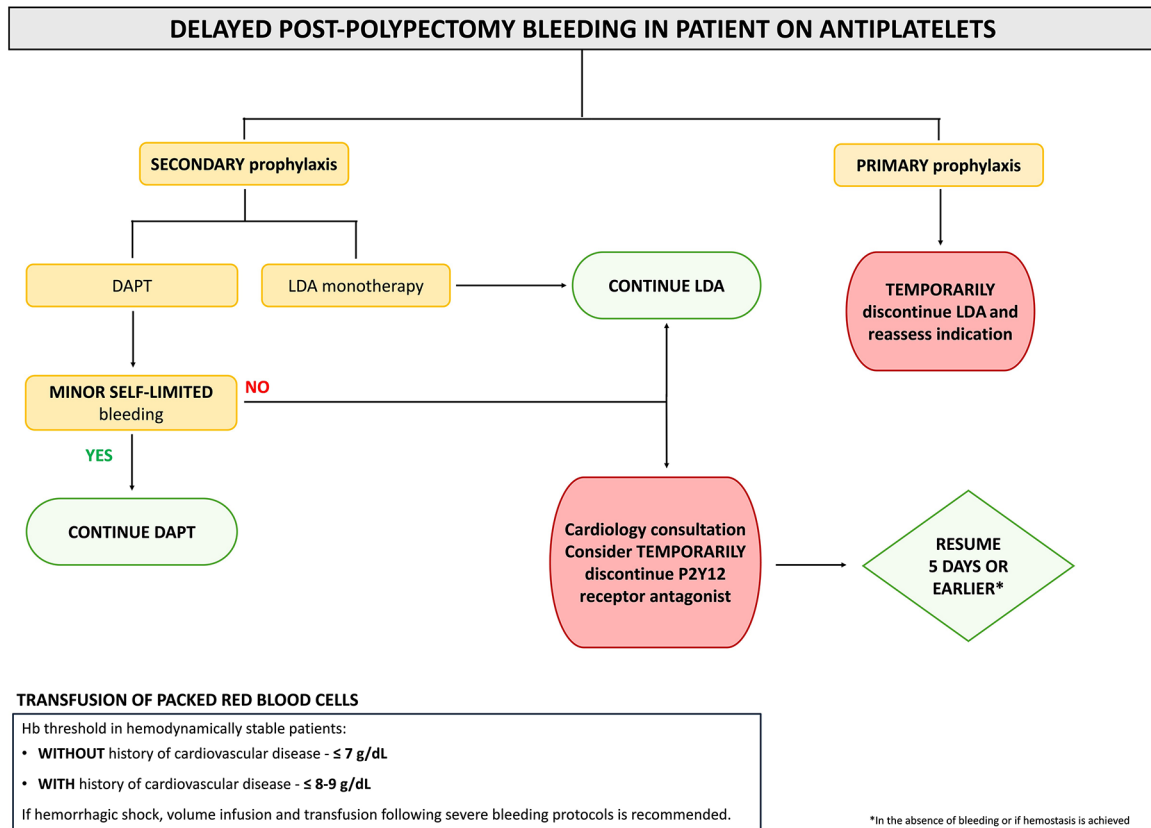 DELAYED POST-POLYPECTOMY BLEEDING IN PATIENT ON ANTIPLATELETS
SECONDARY prophylaxis
PRIMARY prophylaxis
DAPT
LDA monotherapy
CONTINUE LDA
TEMPORARILY
discontinue LDA and
reassess indication
MINOR SELF-LIMITED
bleeding
NO
YES
CONTINUE DAPT
Cardiology consultation
Consider TEMPORARILY
discontinue P2Y12
receptor antagonist
RESUME
5 DAYS OR
EARLIER*
TRANSFUSION OF PACKED RED BLOOD CELLS
Hb threshold in hemodynamically stable patients:
• WITHOUT history of cardiovascular disease - ≤ 7 g/dL
• WITH history of cardiovascular disease - ≤ 8-9 g/dL
If hemorrhagic shock, volume infusion and transfusion following severe bleeding protocols is recommended.
*In the absence of bleeding or if hemostasis is achieved